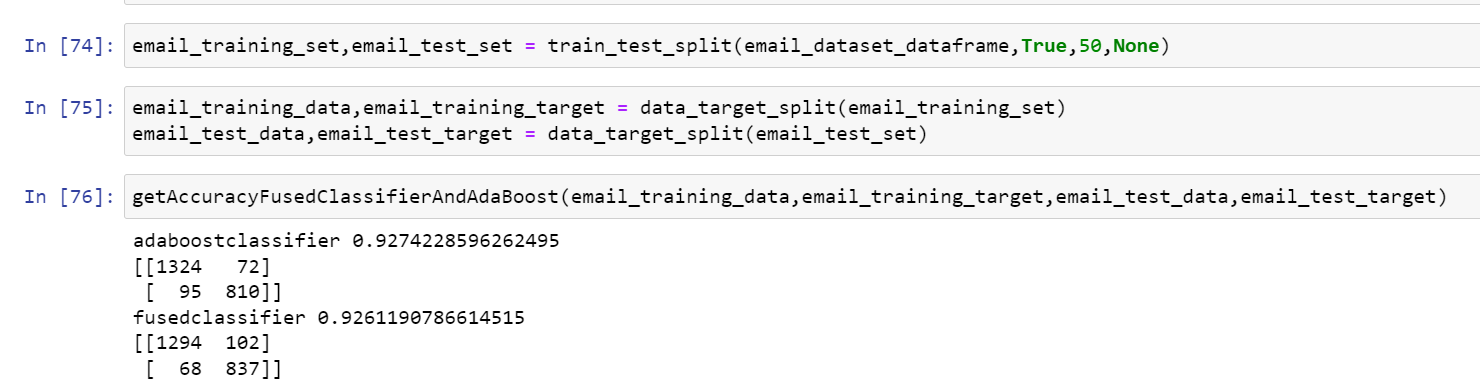 In [74]: email_training_set,email_test_set = train_test_split(email_dataset_dataframe,True,50,None)
In [75]: email_training_data,email_training_target = data_target_split(email_training_set)
email_test_data,email_test_target = data_target_split(email_test_set)
In [76]: getAccuracyFusedClassifierAndAdaBoost(email_training_data,email_training_target,email_test_data,email_test_target)
adaboostclassifier 0.9274228596262495
[[1324   72]
 [  95  810]]
fusedclassifier 0.9261190786614515
[[1294  102]
 [  68  837]]